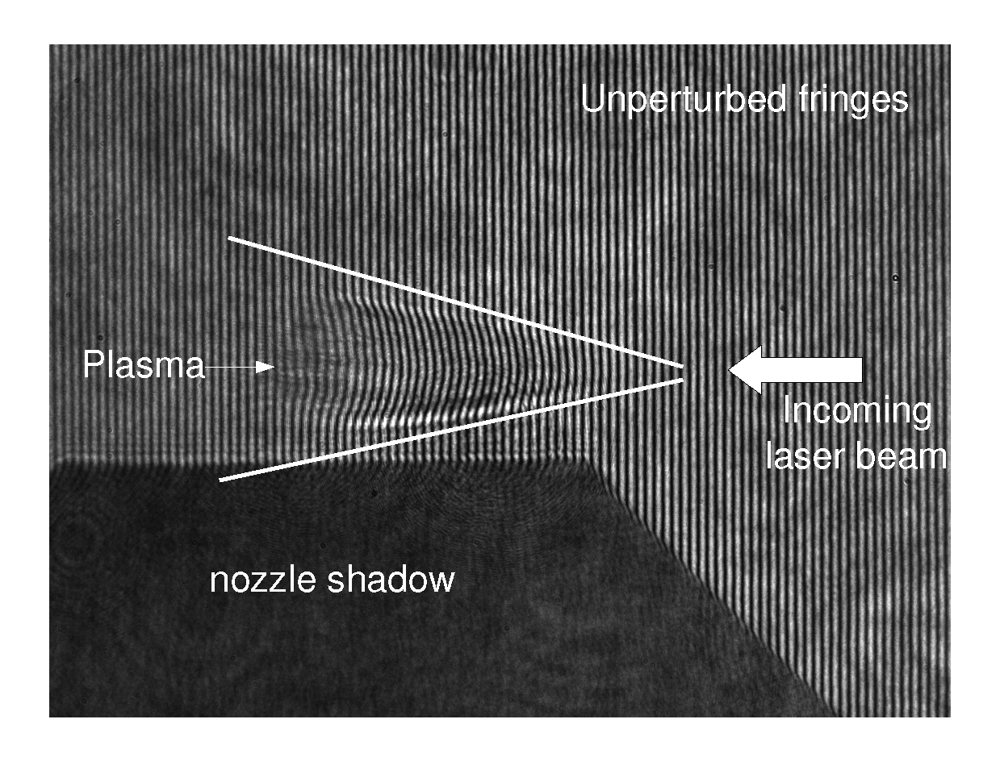 Unperturbed fringes
Plasma
Incoming
laser beam
nozzle shadow